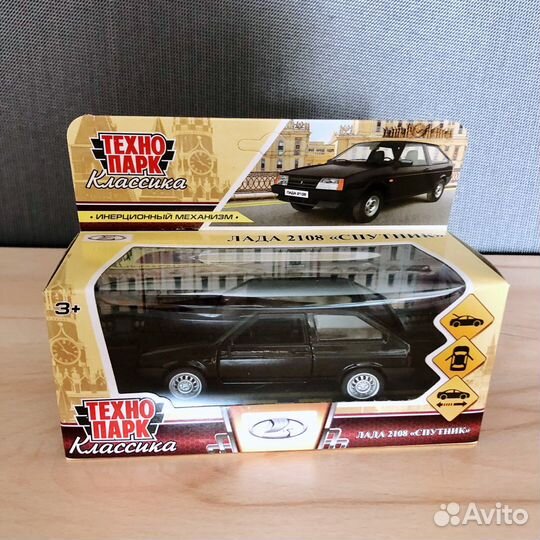 ТЕХНО
ПАРК
Классика
• ИНЕРЦИОННЫЙ МЕХАНИЗМ •
ЛАДА 2108
ЛАДА 2108 «СПУТНИК»
3+
ТЕХНО
ПАРК
Классика
ЛАДА 2108 «СПУТНИК»
Avito